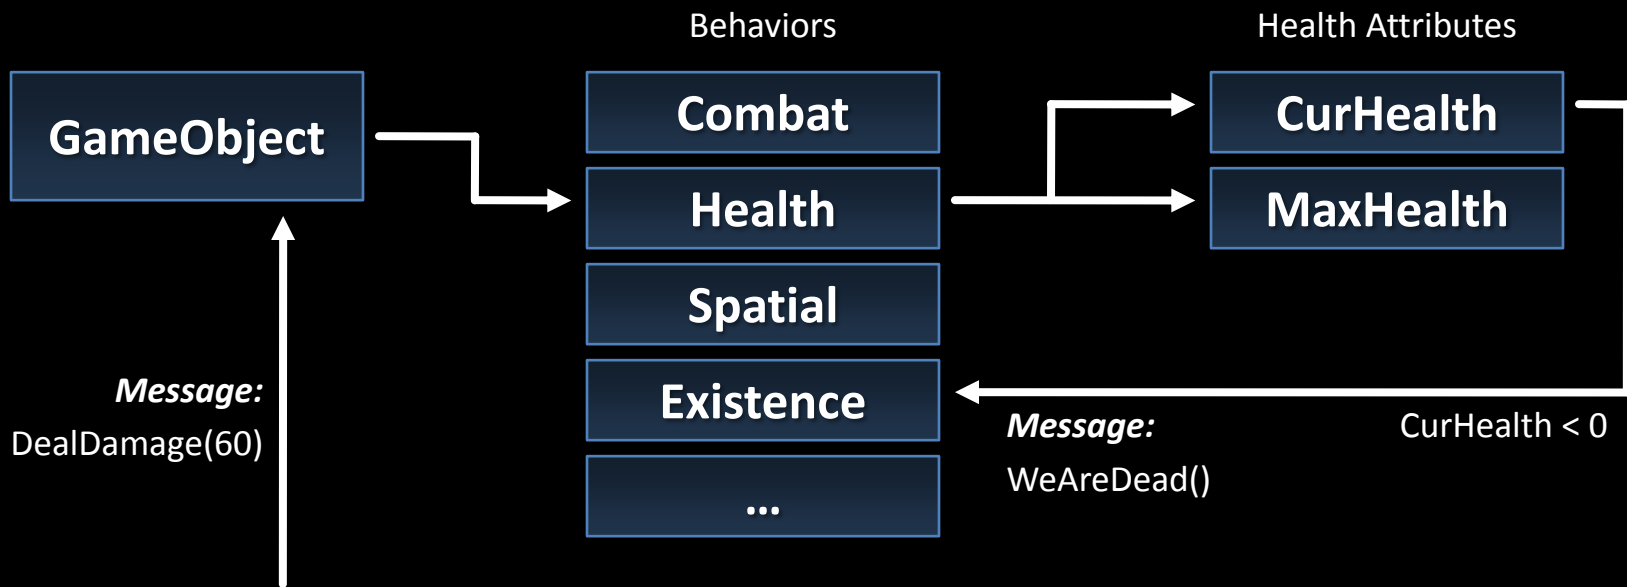 Behaviors
Health Attributes
GameObject
Combat
Health
Spatial
Existence
...
CurHealth
MaxHealth
Message:
DealDamage(60)
Message:
WeAreDead()
CurHealth < 0